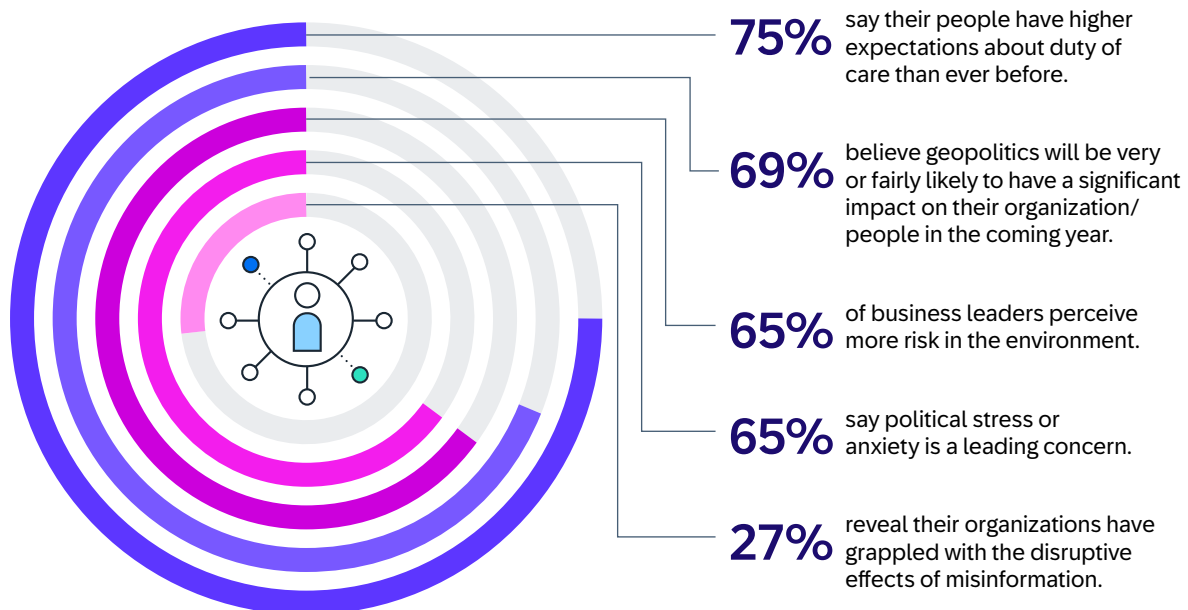 75%
say their people have higher
expectations about duty of
care than ever before.
69%
believe geopolitics will be very
or fairly likely to have a significant
impact on their organization/
people in the coming year.
65%
of business leaders perceive
more risk in the environment.
65%
say political stress or
anxiety is a leading concern.
27%
reveal their organizations have
grappled with the disruptive
effects of misinformation.